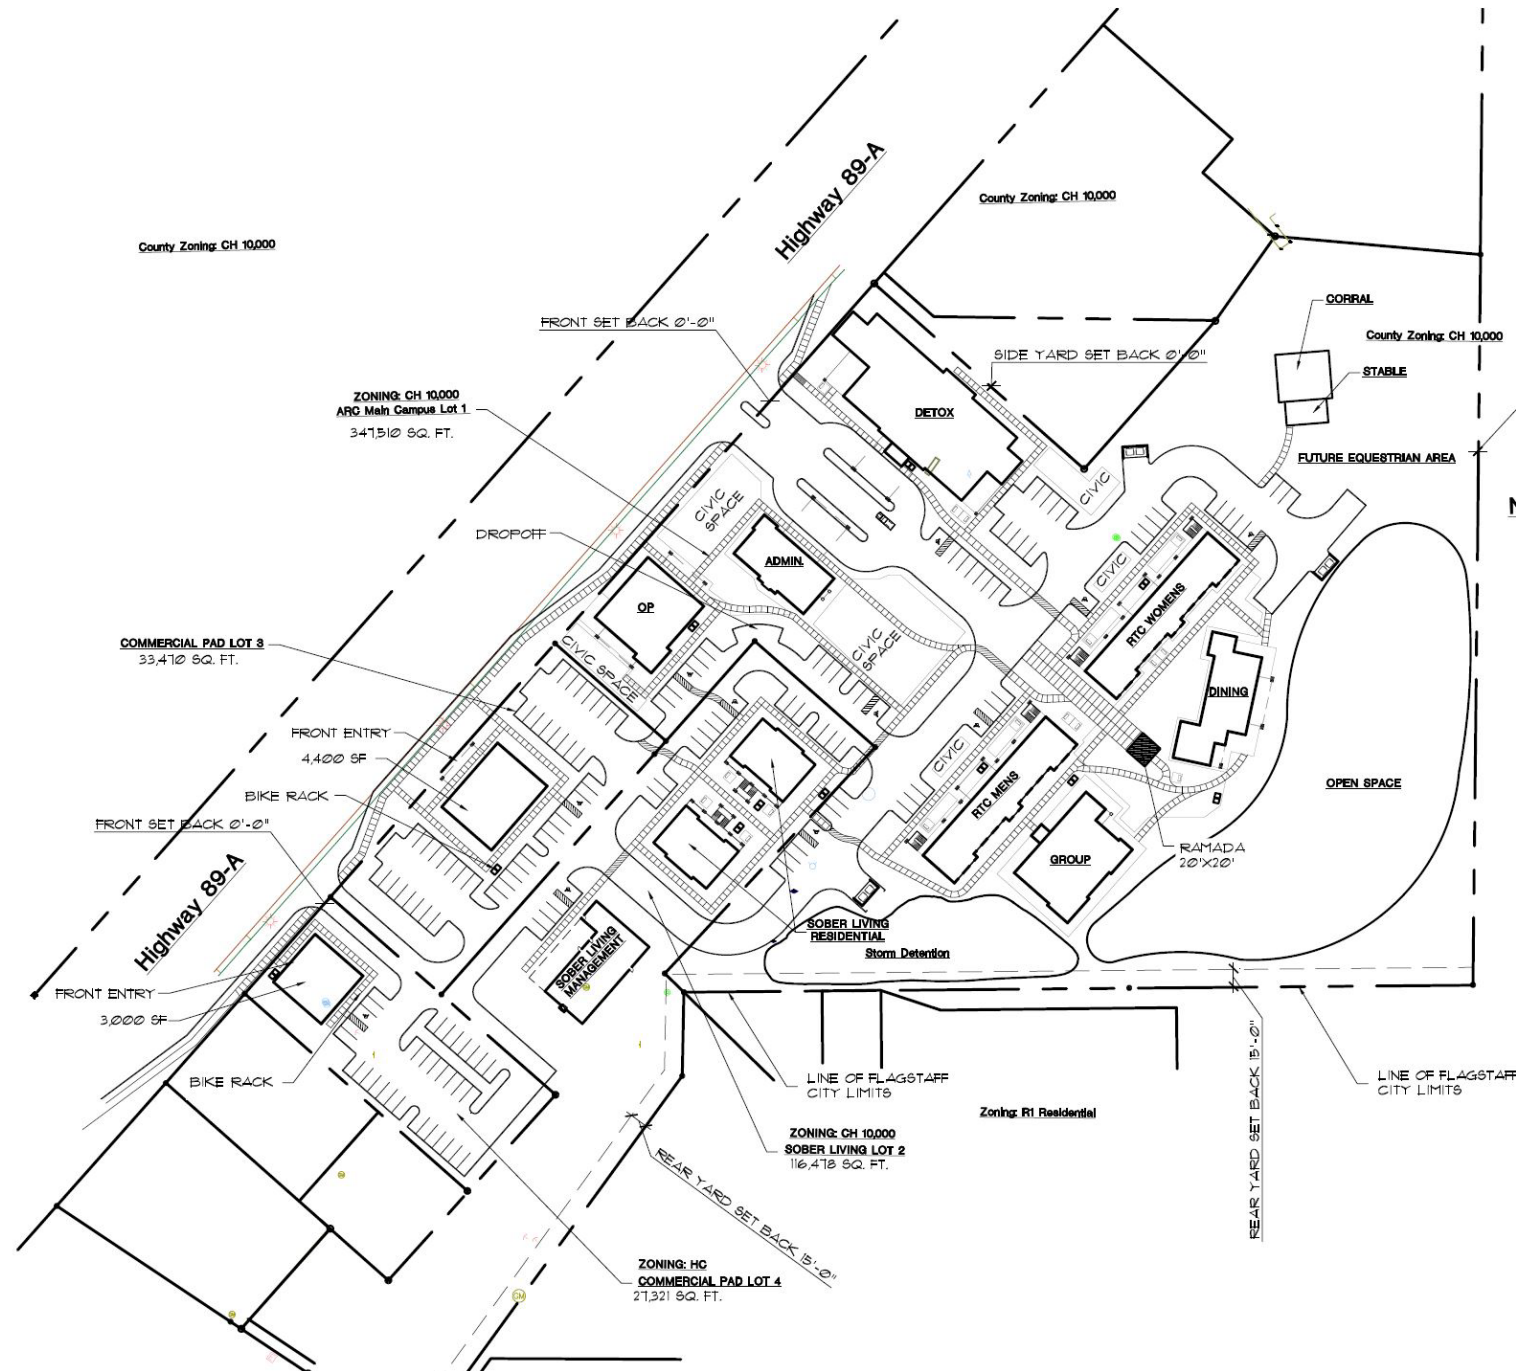 Highway 89-A
County Zoning: CH 10,000
County Zoning: CH 10,000
CORRAL
County Zoning: CH 10,000
FRONT SET BACK 0'-0"
SIDE YARD SET BACK 0'-0"
STABLE
ZONING: CH 10,000
ARC Main Campus Lot 1
347,510 SQ. FT.
DETOX
FUTURE EQUESTRIAN AREA
CIVIC
SPACE
CIVIC
N
DROPOFF
ADMIN.
CIVIC
OP
RTC WOMENS
COMMERCIAL PAD LOT 3
33,470 SQ. FT.
CIVIC SPACE
CIVIC
SPACE
DINING
FRONT ENTRY
4,400 SF
CIVIC
BIKE RACK
RTC MENS
OPEN SPACE
FRONT SET BACK 0'-0"
RAMADA
20'X20'
GROUP
Highway 89-A
SOBER LIVING
RESIDENTIAL
SOBER LIVING
MANAGEMENT
Storm Detention
FRONT ENTRY
3,000 SF
BIKE RACK
LINE OF FLAGSTAFF
CITY LIMITS
LINE OF FLAGSTAFF
CITY LIMITS
Zoning: R1 Residential
REAR YARD SET BACK 15'-0"
ZONING: CH 10,000
SOBER LIVING LOT 2
116,478 SQ. FT.
REAR YARD SET BACK 15'-0"
ZONING: HC
COMMERCIAL PAD LOT 4
27,321 SQ. FT.
GM